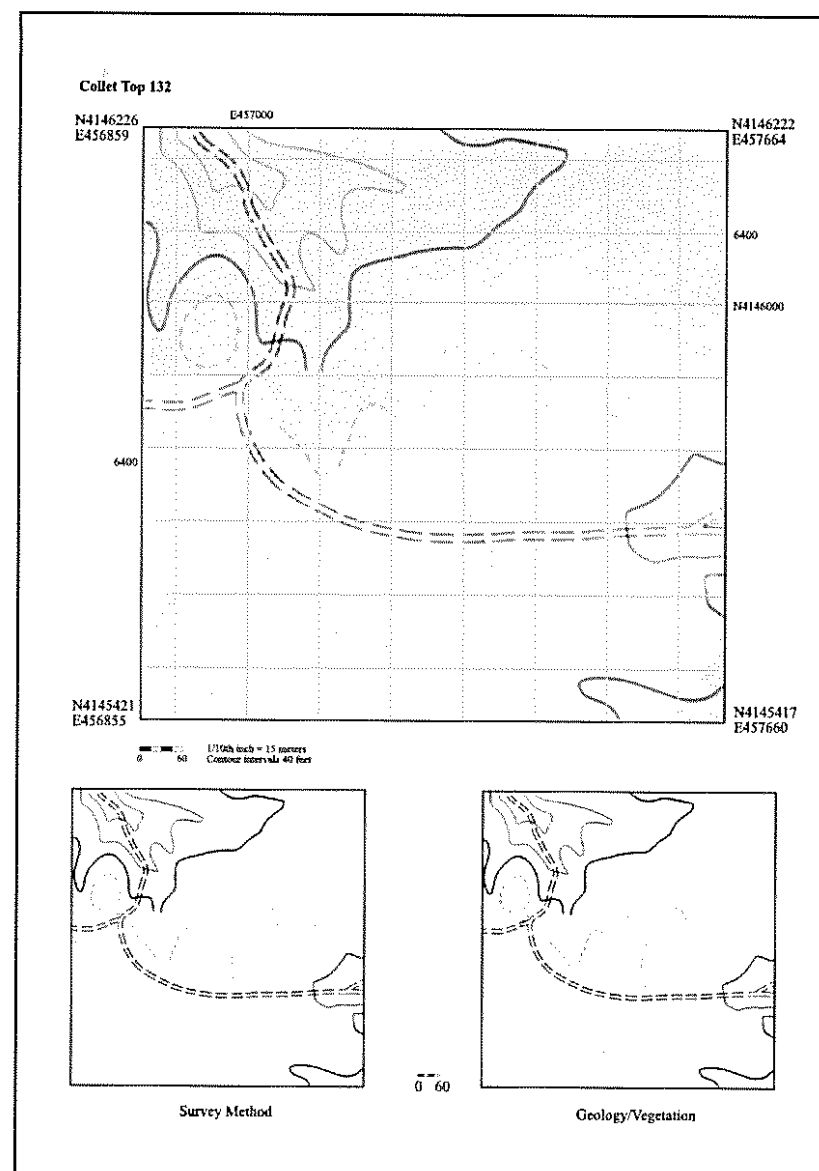 Collet Top 132
N4146226
E456859
E457000
N4146222
E457664
6400
N4146000
6400
N4145421
E456855
N4145417
E457660
0 60
1/10th inch = 15 meters
Contour intervals 40 feet
0 60
Survey Method
Geology/Vegetation